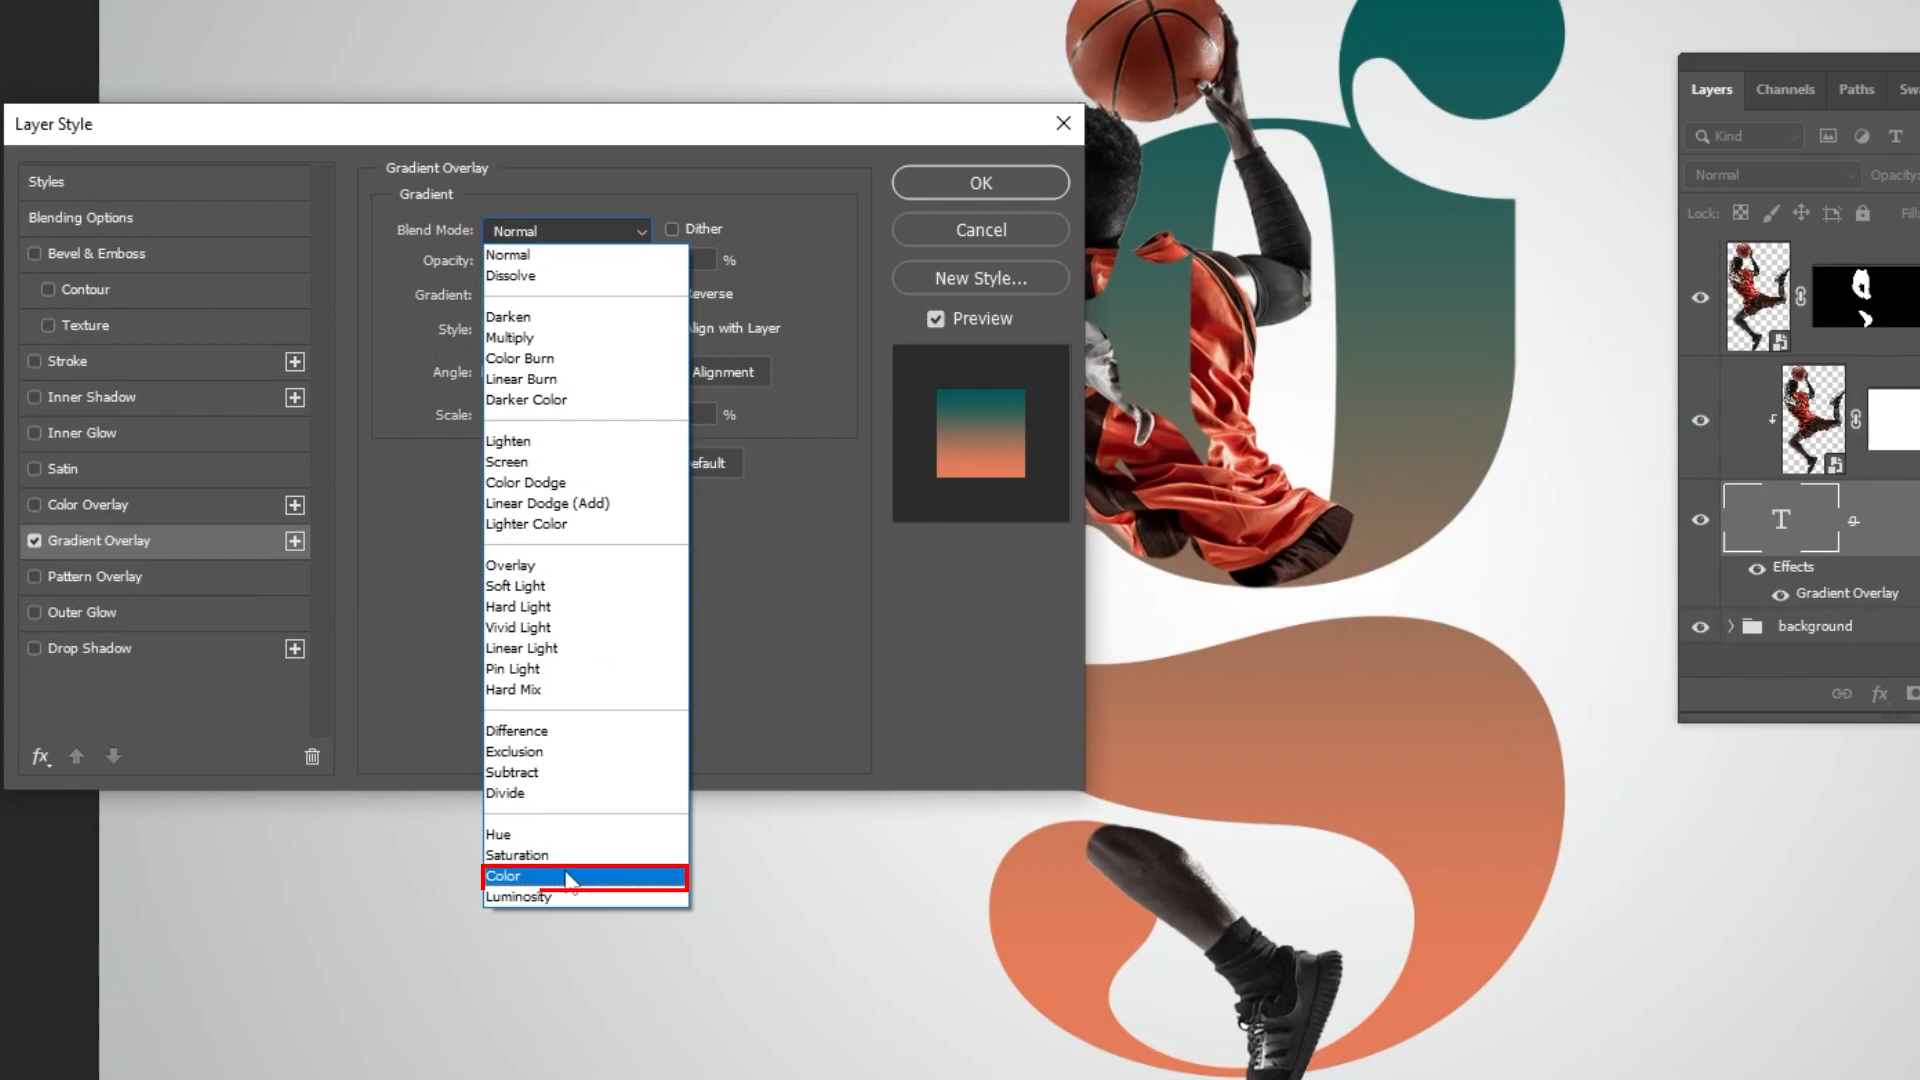 Layer Style
Styles
Blending Options
Bevel & Emboss
Contour
Texture
Stroke
Inner Shadow
Inner Glow
Satin
Color Overlay
Gradient Overlay
Pattern Overlay
Outer Glow
Drop Shadow
fx
Gradient Overlay
Gradient
Blend Mode: Normal
Dither
Opacity: %
Gradient: Reverse
Style: Align with Layer
Angle: Alignment
Scale: %
Normal
Dissolve
Darken
Multiply
Color Burn
Linear Burn
Darker Color
Lighten
Screen
Color Dodge
Linear Dodge (Add)
Lighter Color
Overlay
Soft Light
Hard Light
Vivid Light
Linear Light
Pin Light
Hard Mix
Difference
Exclusion
Subtract
Divide
Hue
Saturation
Color
Luminosity
OK
Cancel
New Style...
Preview
Layers Channels Paths
Kind T
Normal Opacity:
Lock:
T
Effects
Gradient Overlay
background
fx